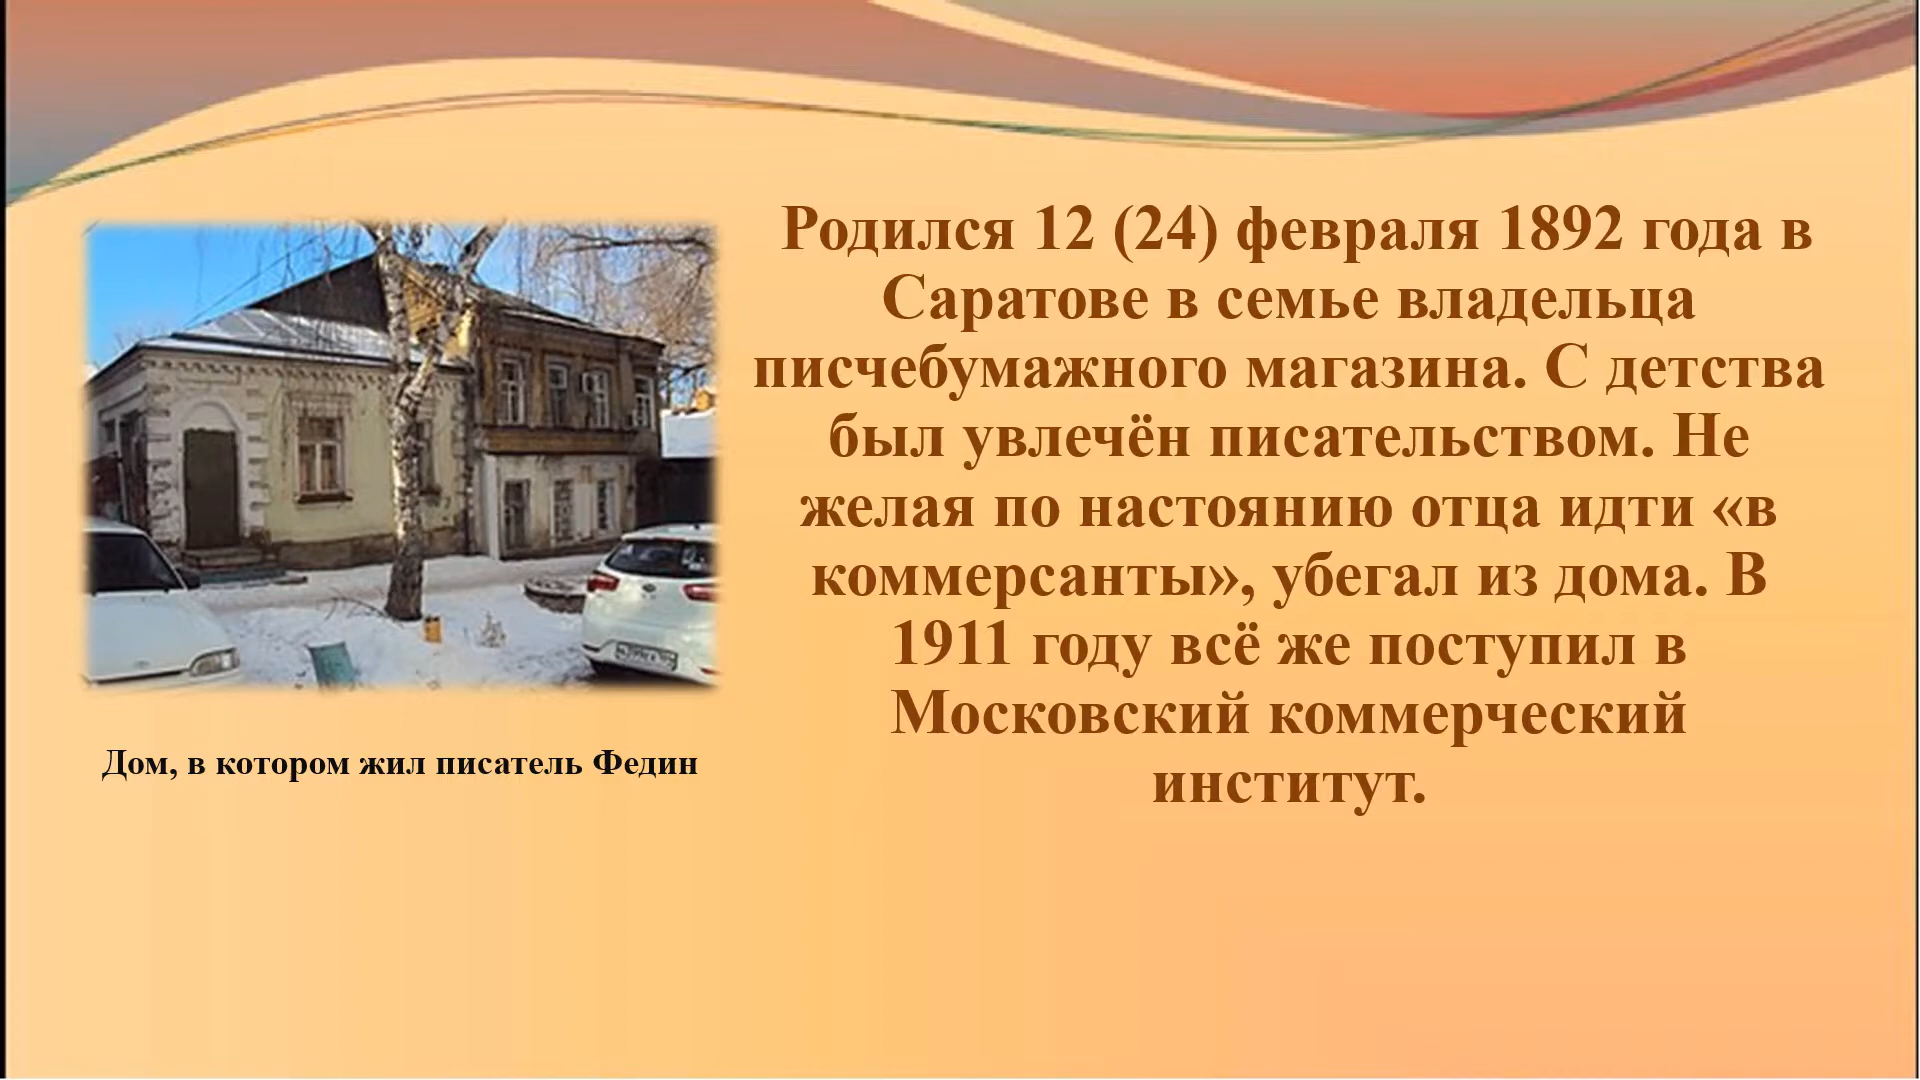 Родился 12 (24) февраля 1892 года в
Саратове в семье владельца
писчебумажного магазина. С детства
был увлечён писательством. Не
желая по настоянию отца идти «в
коммерсанты», убегал из дома. В
1911 году всё же поступил в
Московский коммерческий
институт.
Дом, в котором жил писатель Федин